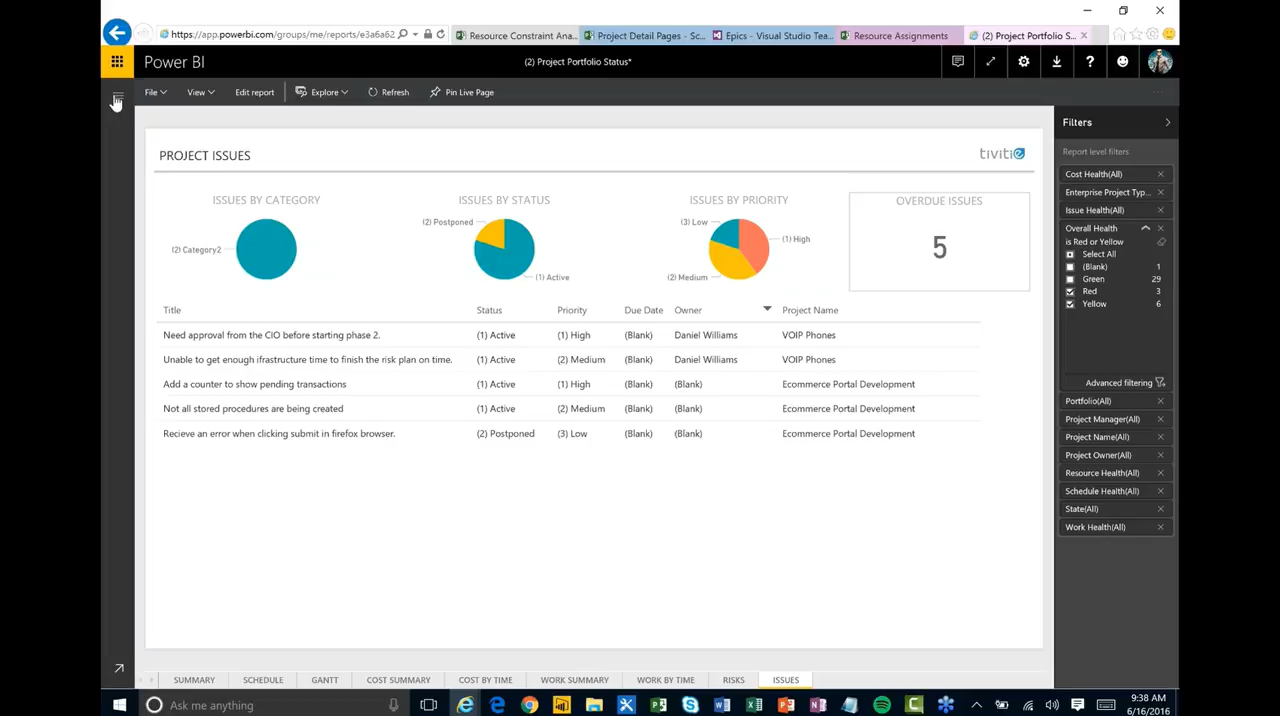 https://app.powerbi.com/groups/me/reports/e3a6a62
Resource Constraint Ana...
Project Detail Pages - Sc...
Epics - Visual Studio Tea...
Resource Assignments
(2) Project Portfolio S...
Power BI
(2) Project Portfolio Status*
File
View
Edit report
Explore
Refresh
Pin Live Page
Filters
Report level filters
Cost Health(All)
Enterprise Project Typ...
Issue Health(All)
Overall Health
is Red or Yellow
Select All
(Blank) 1
Green 29
Red 3
Yellow 6
Advanced filtering
Portfolio(All)
Project Manager(All)
Project Name(All)
Project Owner(All)
Resource Health(All)
Schedule Health(All)
State(All)
Work Health(All)
PROJECT ISSUES
tiviti
ISSUES BY CATEGORY
(2) Category2
ISSUES BY STATUS
(2) Postponed
(1) Active
ISSUES BY PRIORITY
(3) Low
(1) High
(2) Medium
OVERDUE ISSUES
5
Title Status Priority Due Date Owner Project Name
Need approval from the CIO before starting phase 2. (1) Active (1) High (Blank) Daniel Williams VOIP Phones
Unable to get enough ifrastructure time to finish the risk plan on time. (1) Active (2) Medium (Blank) Daniel Williams VOIP Phones
Add a counter to show pending transactions (1) Active (1) High (Blank) (Blank) Ecommerce Portal Development
Not all stored procedures are being created (1) Active (2) Medium (Blank) (Blank) Ecommerce Portal Development
Recieve an error when clicking submit in firefox browser. (2) Postponed (3) Low (Blank) (Blank) Ecommerce Portal Development
SUMMARY
SCHEDULE
GANTT
COST SUMMARY
COST BY TIME
WORK SUMMARY
WORK BY TIME
RISKS
ISSUES
Ask me anything
9:38 AM
6/16/2016